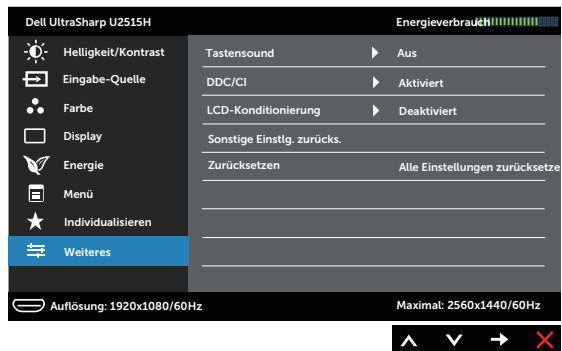 Dell UltraSharp U2515H Energieverbrauch
Helligkeit/Kontrast
Eingabe-Quelle
Farbe
Display
Energie
Menü
Individualisieren
Weiteres
Tastensound Aus
DDC/CI Aktiviert
LCD-Konditionierung Deaktiviert
Sonstige Einstlg. zurücks.
Zurücksetzen Alle Einstellungen zurücksetze
Auflösung: 1920x1080/60Hz Maximal: 2560x1440/60Hz